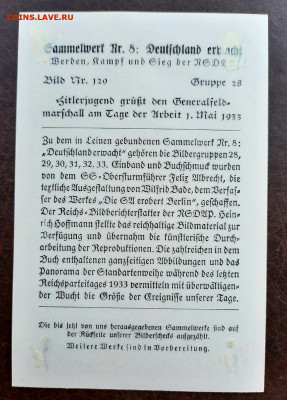 COINS.LAVE.RU
Sammelwerk Nr. 8: Deutschland erwacht
Werden, Kampf und Sieg der NSDA
Bild Nr. 129 Gruppe 28
Hitlerjugend grüßt den Generalfeld-
marschall am Tage der Arbeit 1. Mai 1933
Zu dem in Leinen gebundenen Sammelwerk Nr. 8:
„Deutschland erwacht“ gehören die Bildergruppen 28,
29, 30, 31, 32, 33. Einband und Buchschmuck wurden
von dem SS-Obersturmführer Felix Albrecht, die
textliche Ausgestaltung von Wilfrid Bade, dem Verfas-
ser des Werkes „Die SA erobert Berlin“, geschaffen.
Der Reichs-Bildberichterstatter der NSDAP. Hein-
rich Hoffmann stellte das reichhaltige Bildmaterial zur
Verfügung und übernahm die künstlerische Durch-
arbeitung der Reproduktionen. Die zahlreichen in dem
Buch enthaltenen ganzseitigen Abbildungen und das
Panorama der Standartenweihe während des letzten
Reichsparteitages 1933 vermitteln mit überwältigen-
der Wucht die Größe der Ereignisse unserer Tage.
Die bis jetzt von uns herausgegebenen Sammelwerke sind auf
der Rückseite unserer Bilderschecks aufgezählt.
Weitere Werke sind in Vorbereitung.